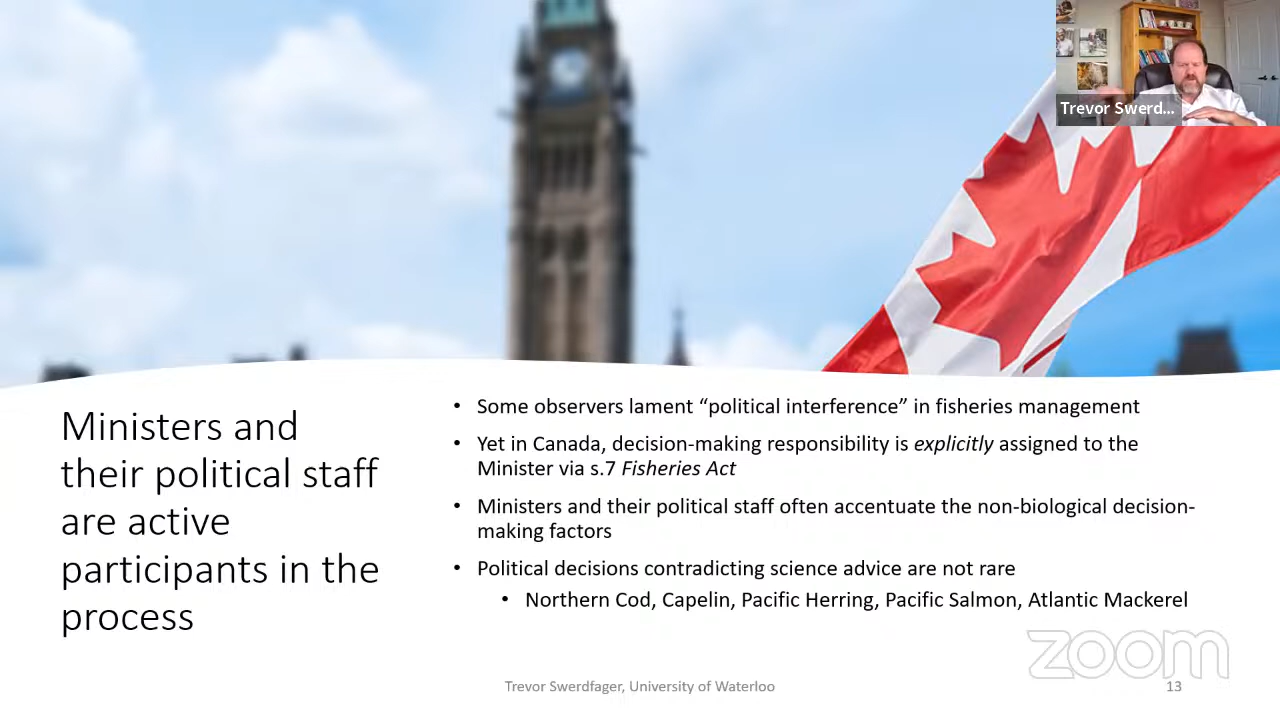 Trevor Swerd...
Ministers and
their political staff
are active
participants in the
process
• Some observers lament “political interference” in fisheries management
• Yet in Canada, decision-making responsibility is explicitly assigned to the
Minister via s.7 Fisheries Act
• Ministers and their political staff often accentuate the non-biological decision-
making factors
• Political decisions contradicting science advice are not rare
• Northern Cod, Capelin, Pacific Herring, Pacific Salmon, Atlantic Mackerel
zoom
Trevor Swerdfager, University of Waterloo
13